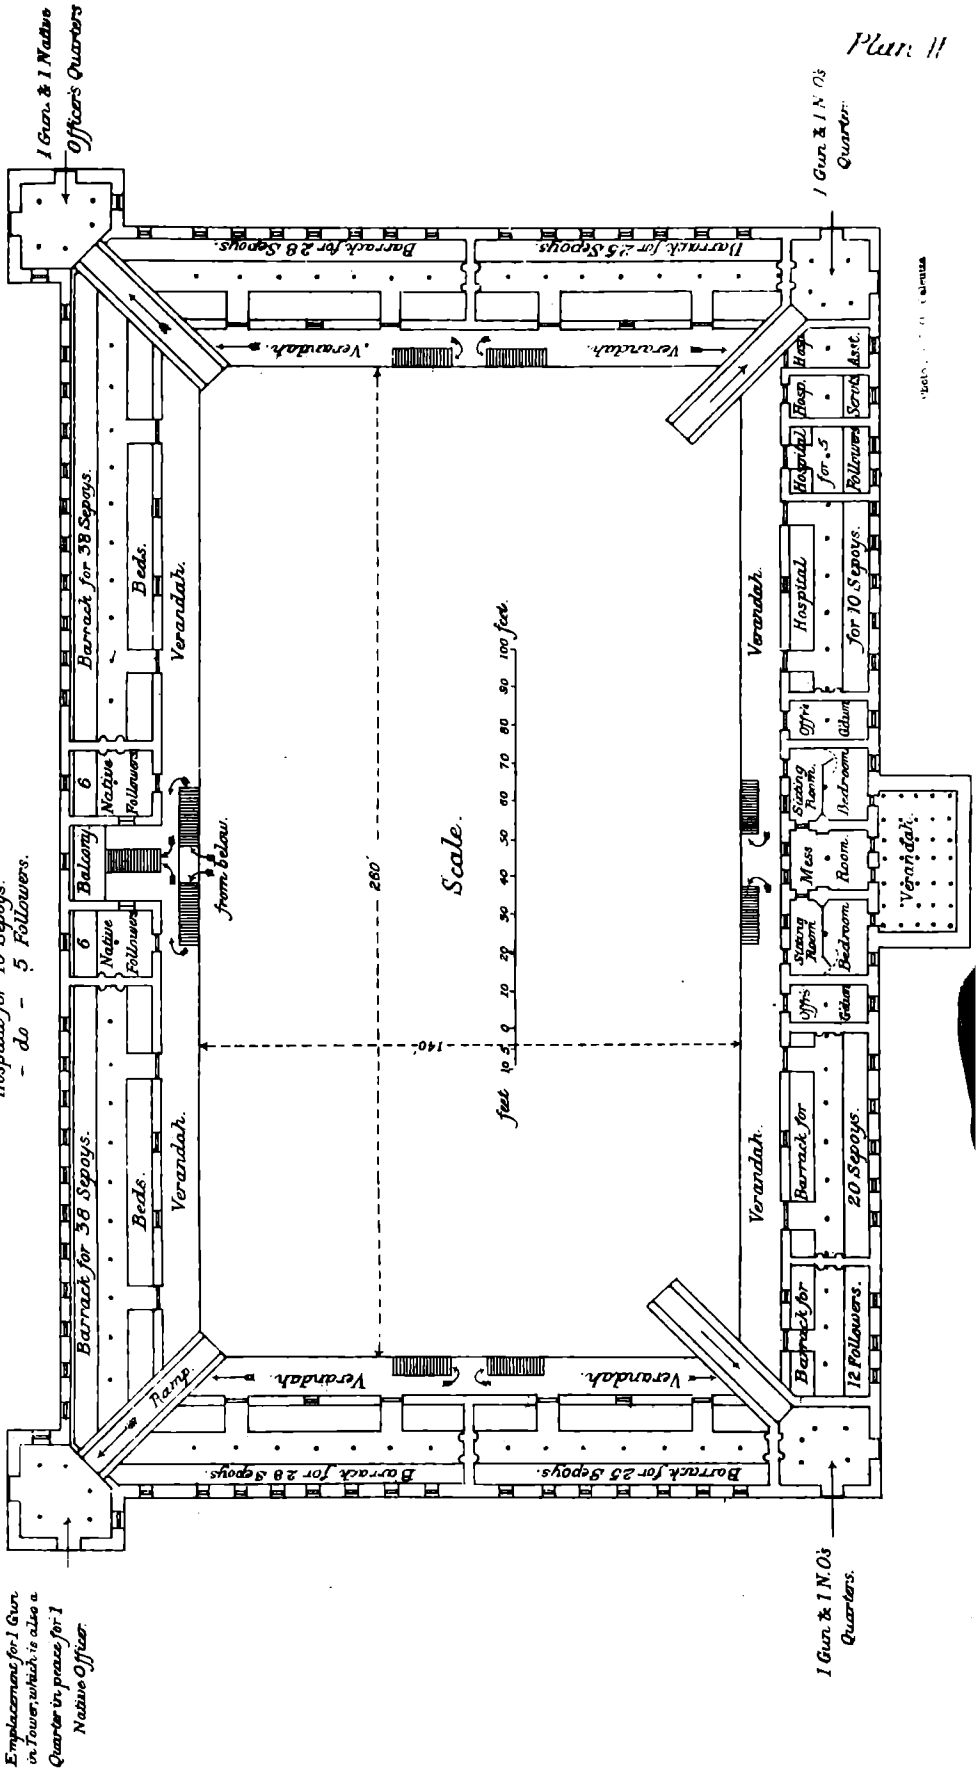 Plan II
1 Gun. & 1 Native
Officer's Quarters
1 Gun & 1 N.O's
Quarter.
Hospital for 10 Sepoys.
- do - 5 Followers.
Barrack for 28 Sepoys.
Barrack for 25 Sepoys.
Verandah.
Verandah.
Barrack for 38 Sepoys.
Beds.
Verandah.
6
Native
Followers
Balcony
6
Native
Followers
from below.
Barrack for 38 Sepoys.
Beds.
Verandah.
Ramp.
260'
140'
Scale.
feet 10 5 0 10 20 30 40 50 60 70 80 90 100 feet.
Verandah.
Verandah.
Hosp.
Asst.
Hosp.
Servts
Hospital
for 5
Followers
Hospital
for 10 Sepoys.
Offr's
Sitting
Room.
Bedroom
Mess
Room.
Sitting
Room
Bedroom
Offr's
Verandah.
Barrack for
20 Sepoys.
Barrack for
12 Followers.
Verandah.
Verandah.
Barrack for 28 Sepoys.
Barrack for 25 Sepoys.
Emplacement for 1 Gun
in Tower, which is also a
Quarter in peace for 1
Native Officer.
1 Gun & 1 N.O's
Quarters.